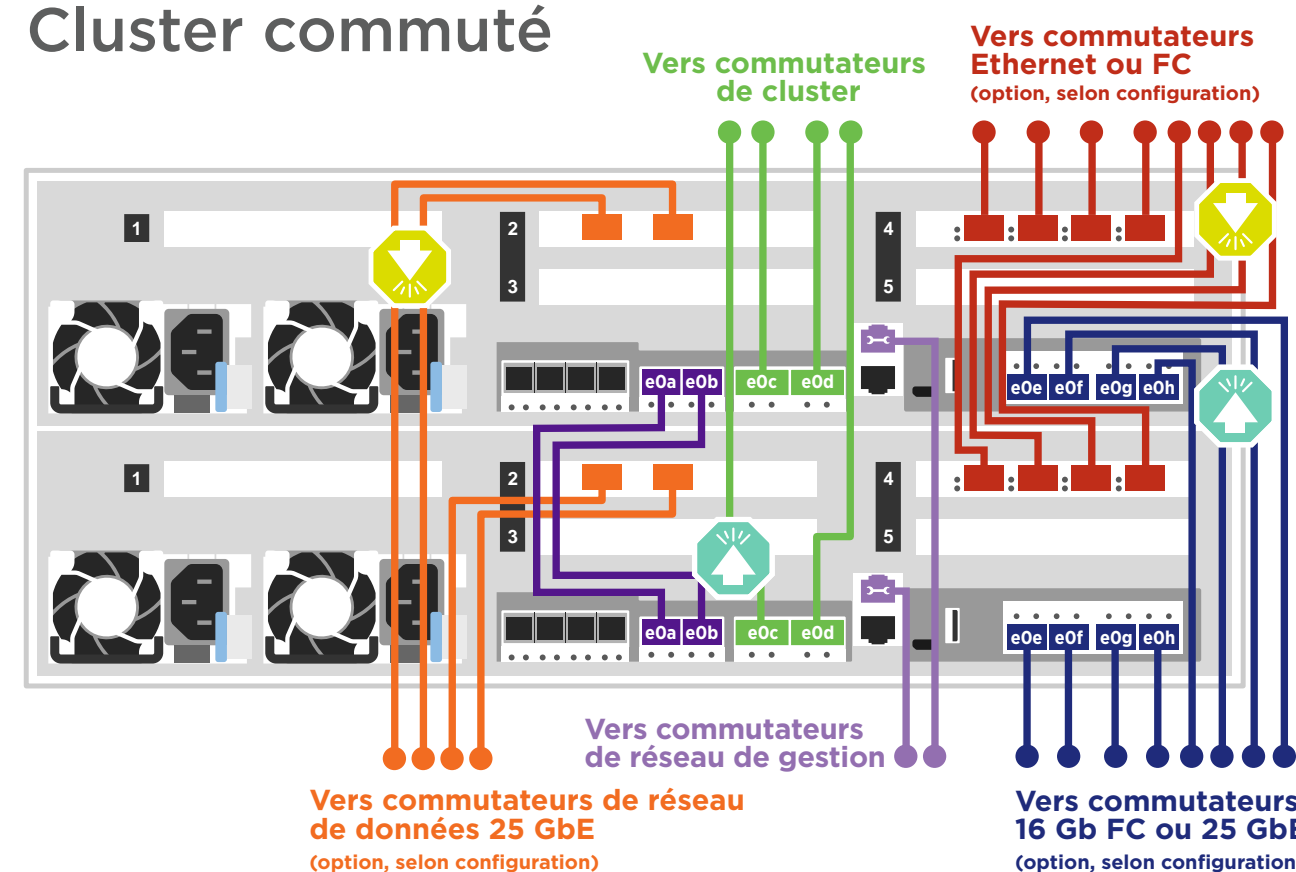 Cluster commuté
Vers commutateurs
de cluster
Vers commutateurs
Ethernet ou FC
(option, selon configuration)
1
2
3
4
5
e0a e0b e0c e0d
e0e e0f e0g e0h
1
2
3
4
5
e0a e0b e0c e0d
e0e e0f e0g e0h
Vers commutateurs
de réseau de gestion
Vers commutateurs de réseau
de données 25 GbE
(option, selon configuration)
Vers commutateurs
16 Gb FC ou 25 GbE
(option, selon configuration